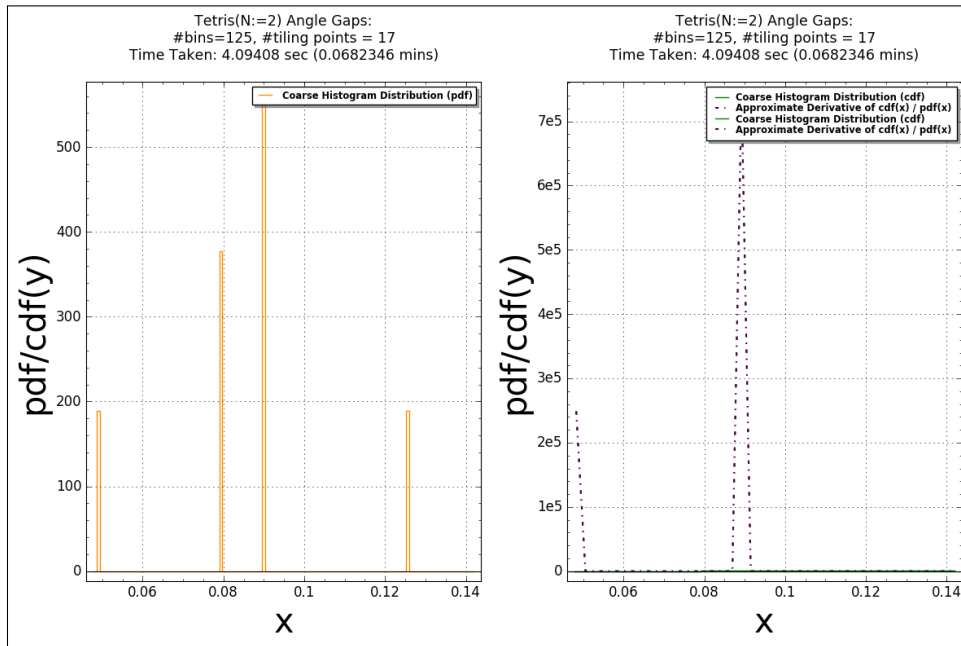 Tetris(N:=2) Angle Gaps:
#bins=125, #tiling points = 17
Time Taken: 4.09408 sec (0.0682346 mins)
Coarse Histogram Distribution (pdf)
pdf/cdf(y)
500
400
300
200
100
0
0.06
0.08
0.1
0.12
0.14
x
Tetris(N:=2) Angle Gaps:
#bins=125, #tiling points = 17
Time Taken: 4.09408 sec (0.0682346 mins)
Coarse Histogram Distribution (cdf)
Approximate Derivative of cdf(x) / pdf(x)
Coarse Histogram Distribution (cdf)
Approximate Derivative of cdf(x) / pdf(x)
pdf/cdf(y)
7e5
6e5
5e5
4e5
3e5
2e5
1e5
0
0.06
0.08
0.1
0.12
0.14
x